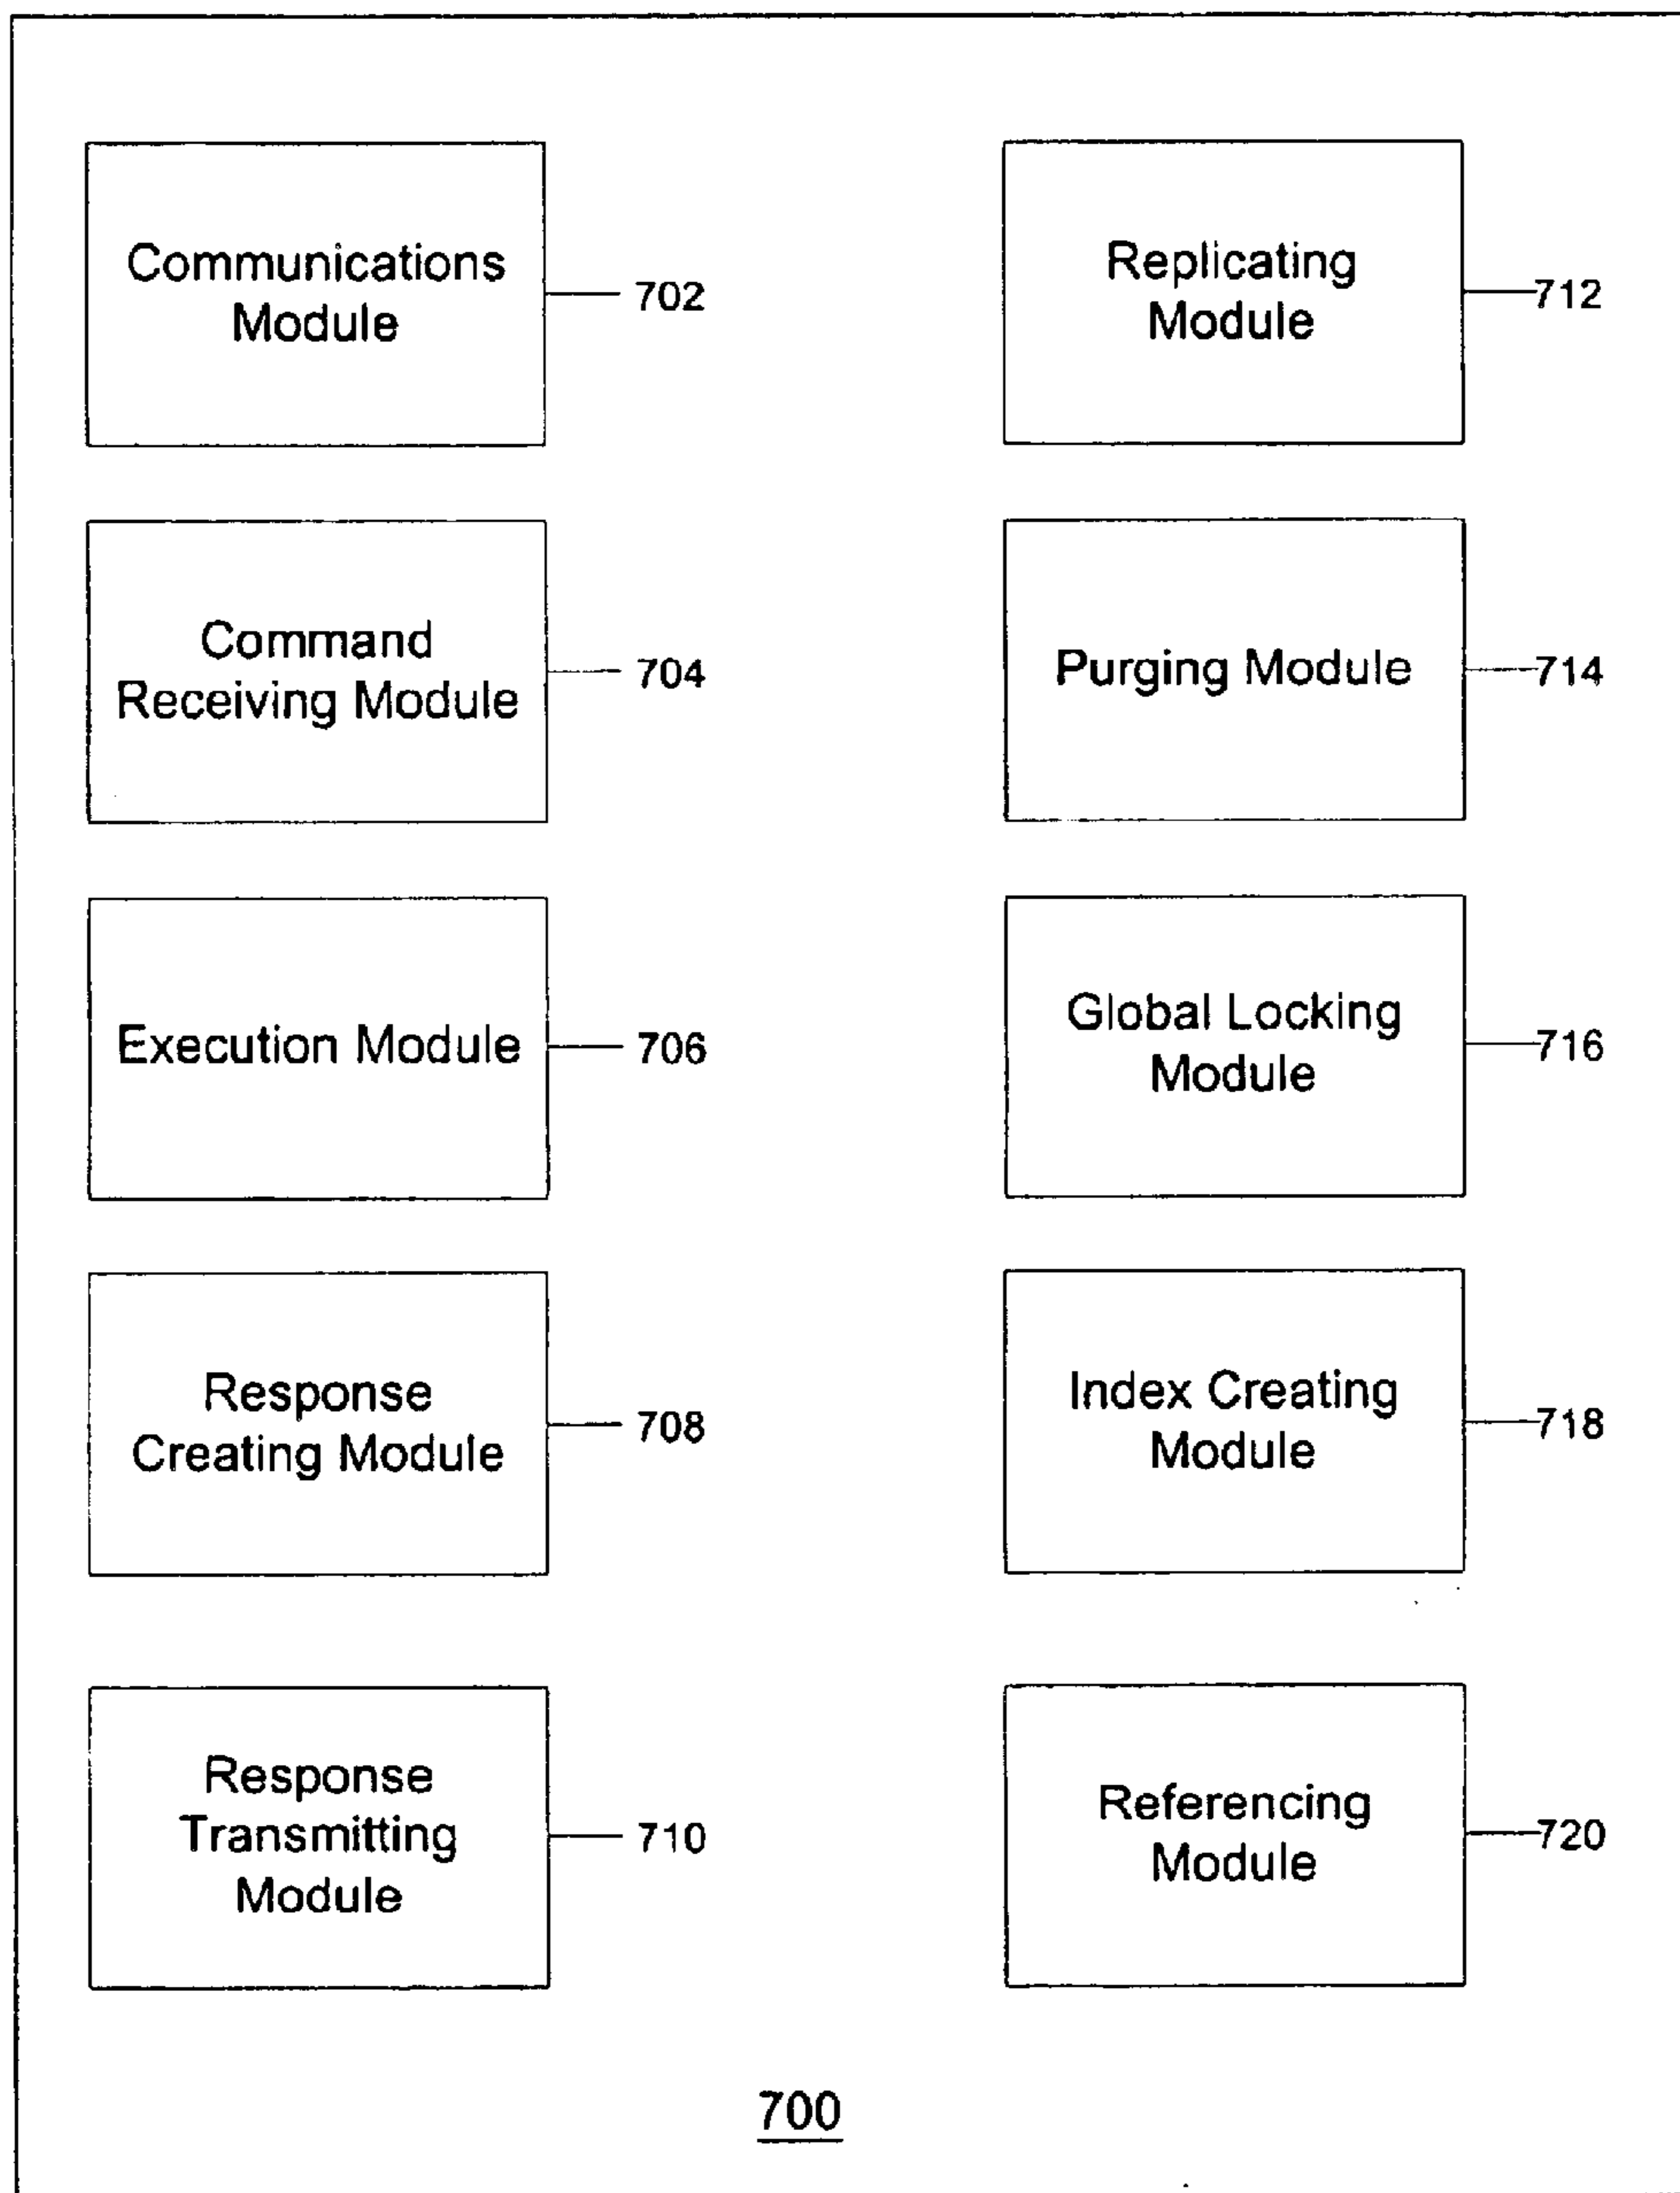 Communications
Module
702
Command
Receiving Module
704
Execution Module
706
Response
Creating Module
708
Response
Transmitting
Module
710
Replicating
Module
712
Purging Module
714
Global Locking
Module
716
Index Creating
Module
718
Referencing
Module
720
700